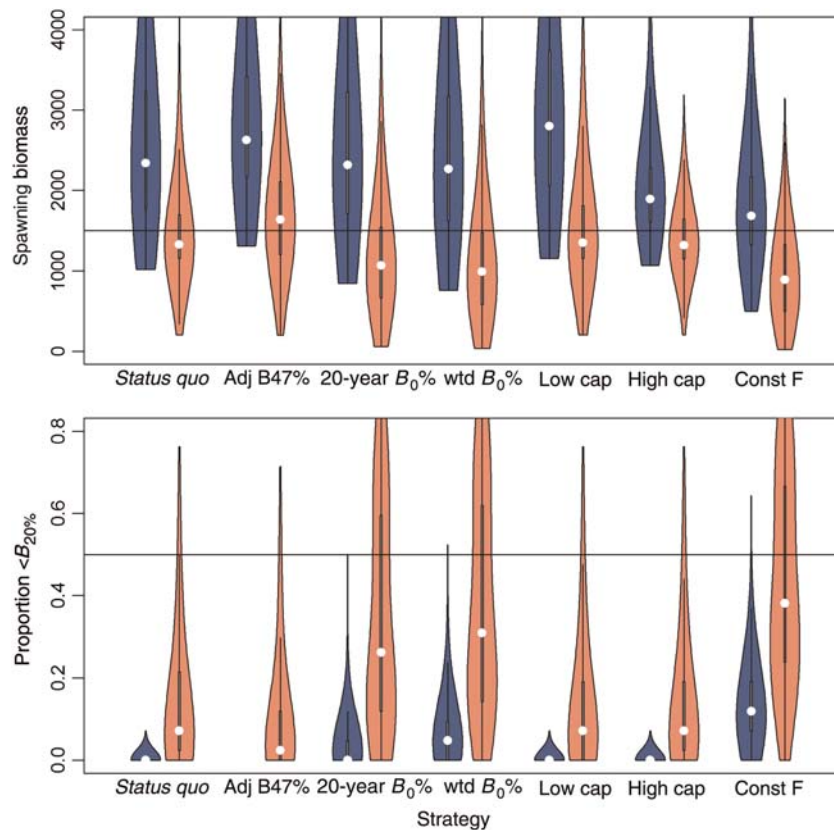 4000
3000
2000
1000
0
Spawning biomass
Status quo Adj B47% 20-year B0% wtd B0% Low cap High cap Const F
0.8
0.6
0.4
0.2
0.0
Proportion <B20%
Status quo Adj B47% 20-year B0% wtd B0% Low cap High cap Const F
Strategy